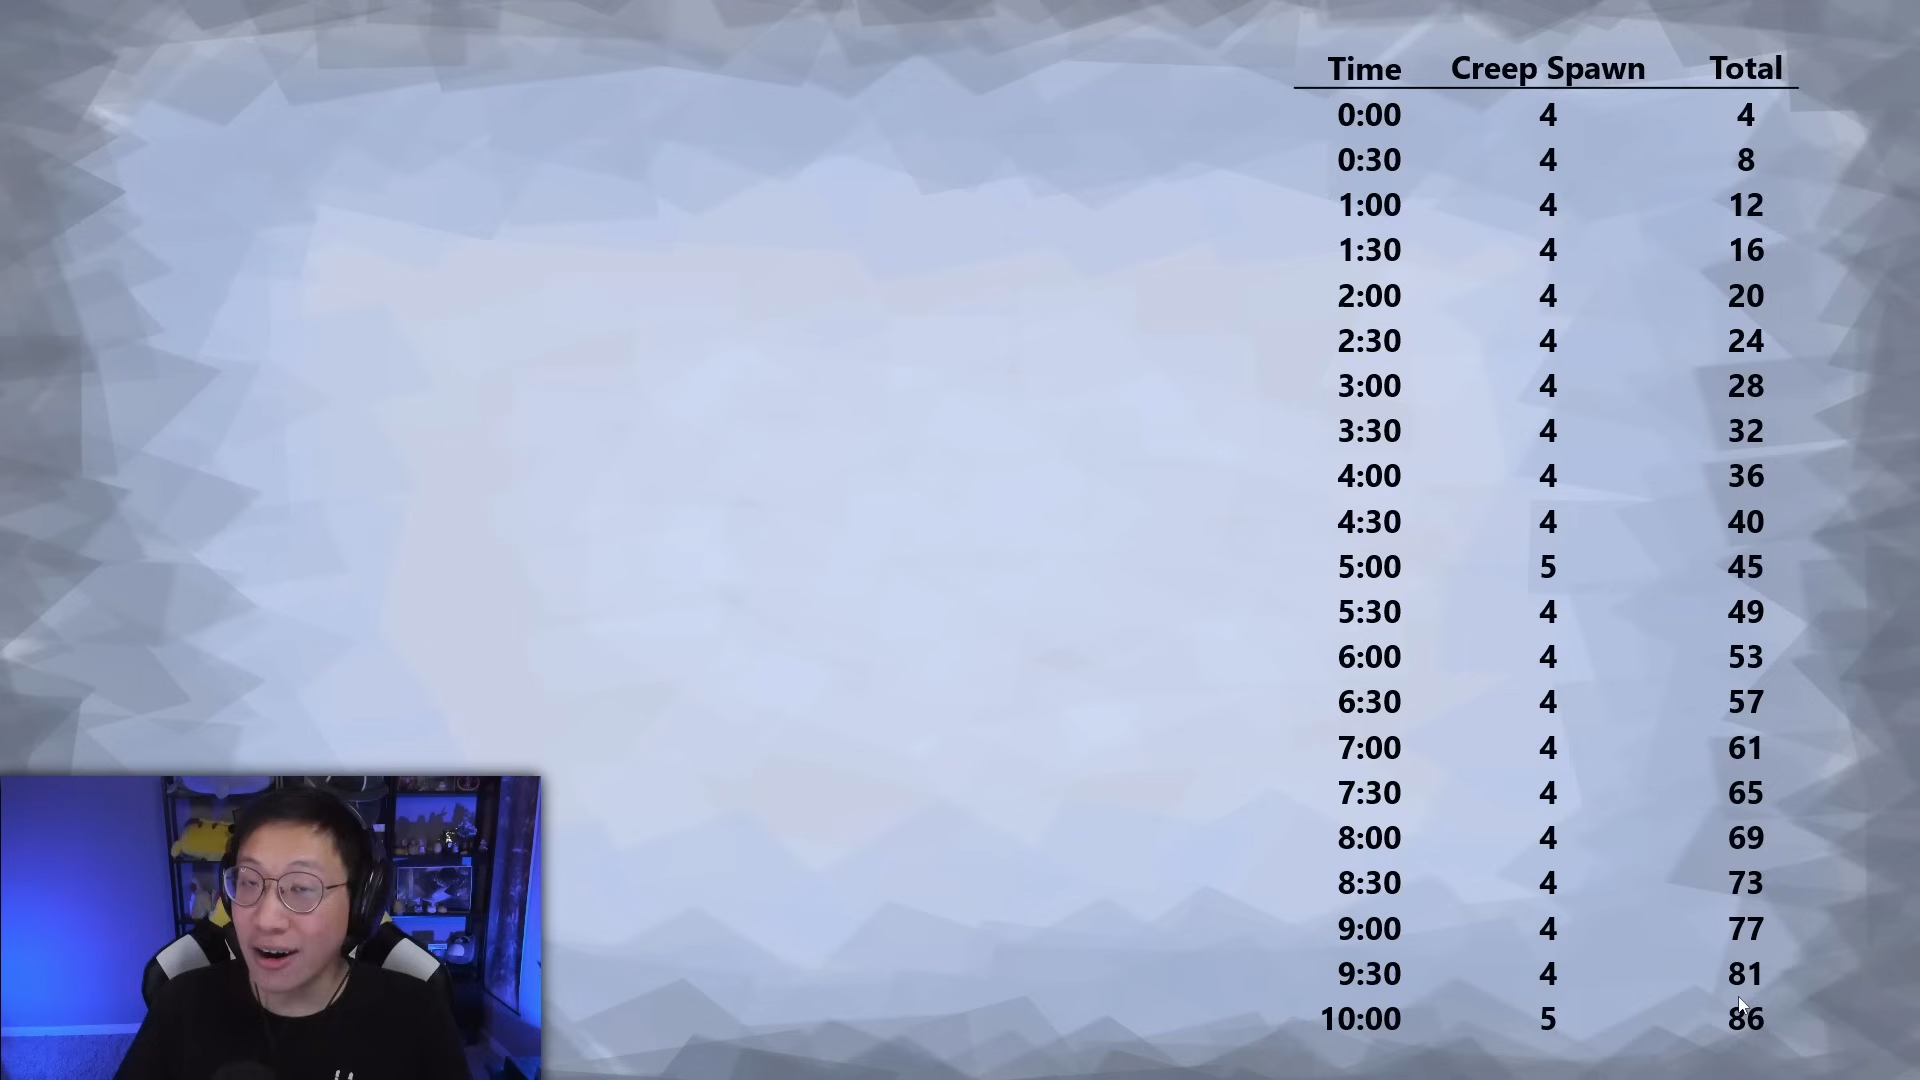 Time Creep Spawn Total
0:00 4 4
0:30 4 8
1:00 4 12
1:30 4 16
2:00 4 20
2:30 4 24
3:00 4 28
3:30 4 32
4:00 4 36
4:30 4 40
5:00 5 45
5:30 4 49
6:00 4 53
6:30 4 57
7:00 4 61
7:30 4 65
8:00 4 69
8:30 4 73
9:00 4 77
9:30 4 81
10:00 5 86